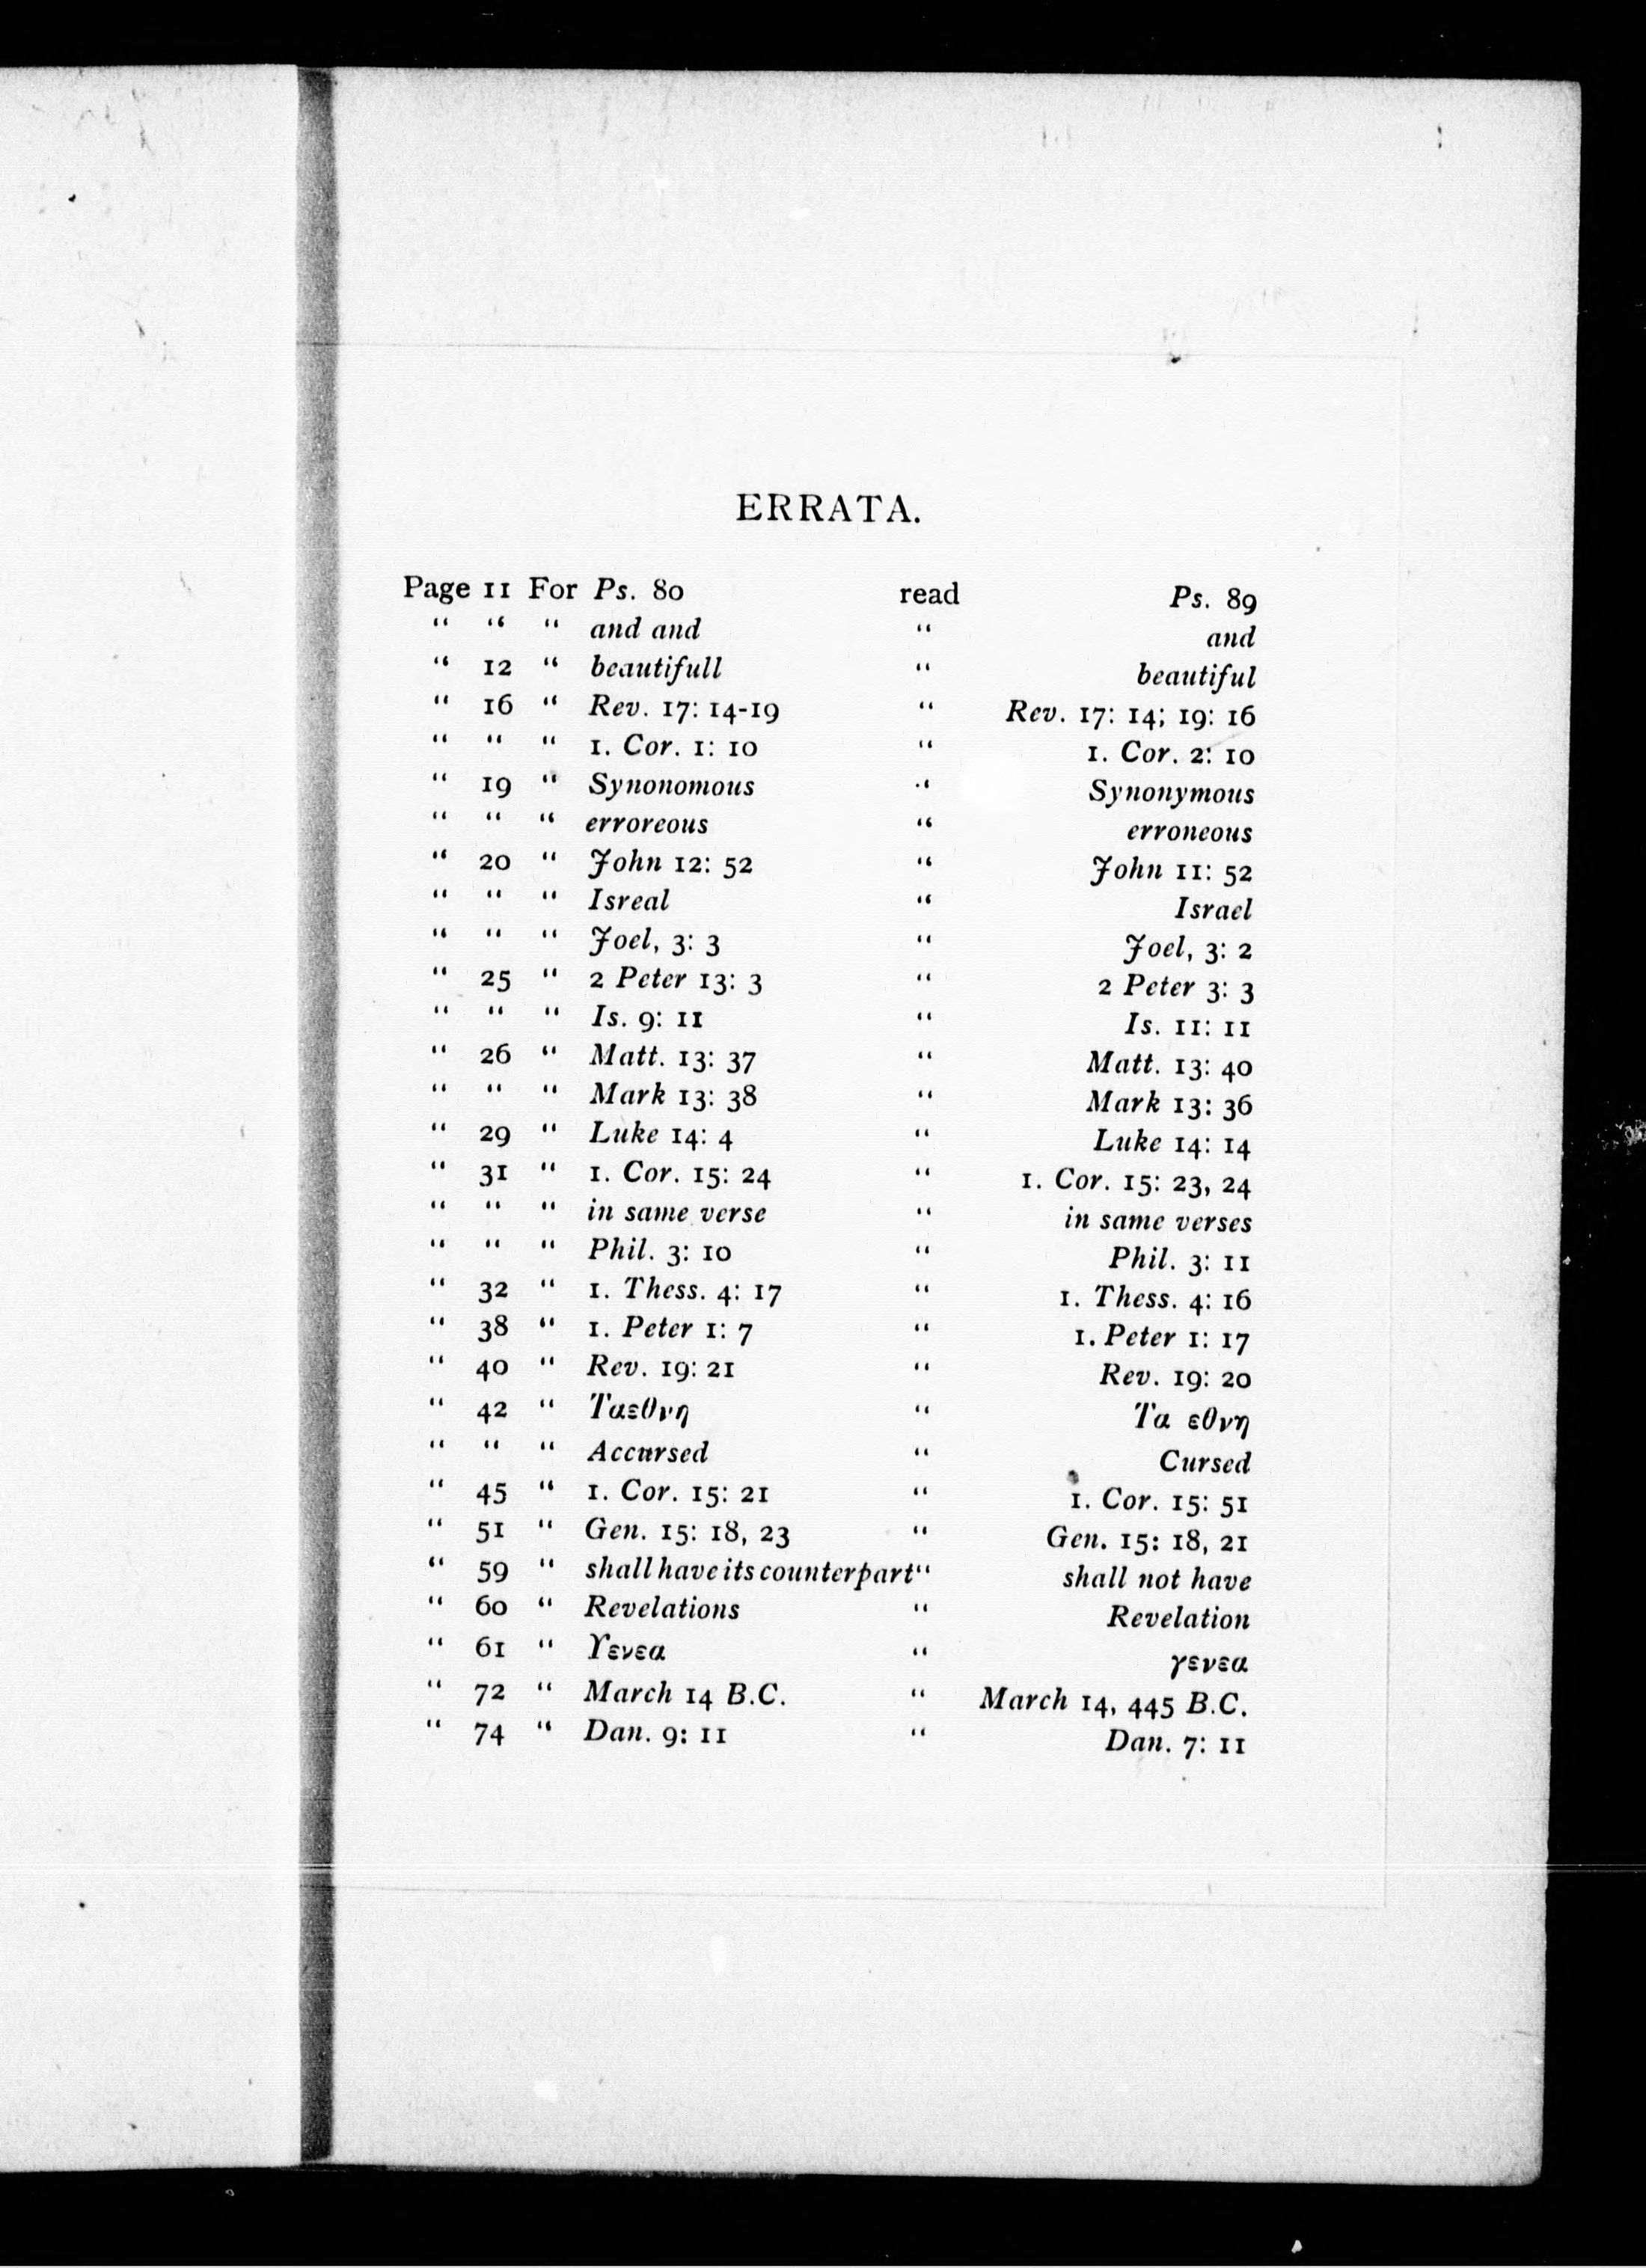 ERRATA.
Page 11 For Ps. 80 read Ps. 89
“ “ “ and and “ and
“ 12 “ beautifull “ beautiful
“ 16 “ Rev. 17: 14-19 “ Rev. 17: 14; 19: 16
“ “ “ 1. Cor. 1: 10 “ 1. Cor. 2: 10
“ 19 “ Synonomous “ Synonymous
“ “ “ erroreous “ erroneous
“ 20 “ John 12: 52 “ John 11: 52
“ “ “ Isreal “ Israel
“ “ “ Joel, 3: 3 “ Joel, 3: 2
“ 25 “ 2 Peter 13: 3 “ 2 Peter 3: 3
“ “ “ Is. 9: 11 “ Is. 11: 11
“ 26 “ Matt. 13: 37 “ Matt. 13: 40
“ “ “ Mark 13: 38 “ Mark 13: 36
“ 29 “ Luke 14: 4 “ Luke 14: 14
“ 31 “ 1. Cor. 15: 24 “ 1. Cor. 15: 23, 24
“ “ “ in same verse “ in same verses
“ “ “ Phil. 3: 10 “ Phil. 3: 11
“ 32 “ 1. Thess. 4: 17 “ 1. Thess. 4: 16
“ 38 “ 1. Peter 1: 7 “ 1. Peter 1: 17
“ 40 “ Rev. 19: 21 “ Rev. 19: 20
“ 42 “ Ταεθνη “ Τα εθνη
“ “ “ Accursed “ Cursed
“ 45 “ 1. Cor. 15: 21 “ 1. Cor. 15: 51
“ 51 “ Gen. 15: 18, 23 “ Gen. 15: 18, 21
“ 59 “ shall have its counterpart “ shall not have
“ 60 “ Revelations “ Revelation
“ 61 “ Υενεα “ γενεα
“ 72 “ March 14 B.C. “ March 14, 445 B.C.
“ 74 “ Dan. 9: 11 “ Dan. 7: 11